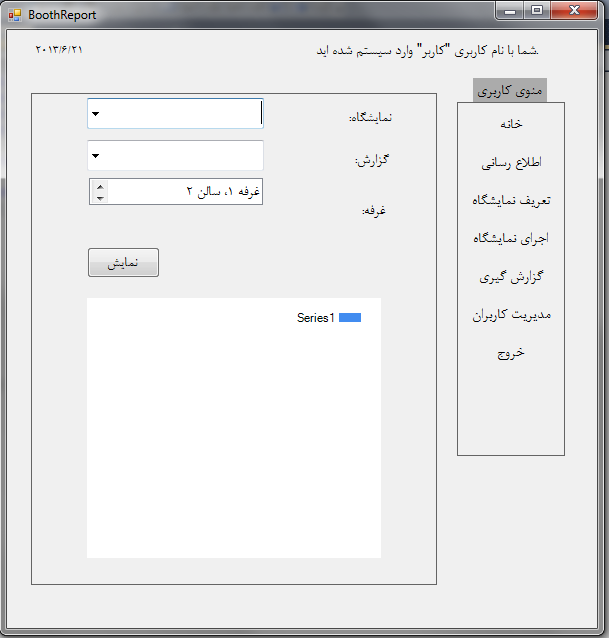 BoothReport
شما با نام کاربری "کاربر" وارد سیستم شده اید.
۲۰۱۳/۶/۲۱
منوی کاربری
خانه
اطلاع رسانی
تعریف نمایشگاه
اجرای نمایشگاه
گزارش گیری
مدیریت کاربران
خروج
نمایشگاه:
گزارش:
غرفه ۱، سالن ۲
غرفه:
نمایش
Series1